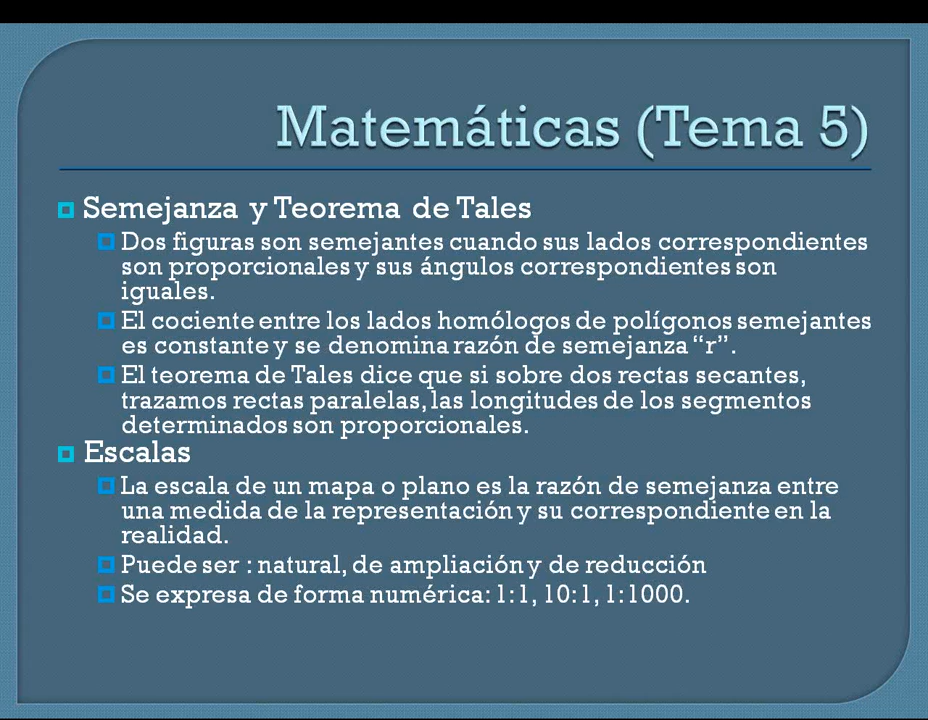 Matemáticas (Tema 5)
Semejanza y Teorema de Tales
Dos figuras son semejantes cuando sus lados correspondientes
son proporcionales y sus ángulos correspondientes son
iguales.
El cociente entre los lados homólogos de polígonos semejantes
es constante y se denomina razón de semejanza “r”.
El teorema de Tales dice que si sobre dos rectas secantes,
trazamos rectas paralelas, las longitudes de los segmentos
determinados son proporcionales.
Escalas
La escala de un mapa o plano es la razón de semejanza entre
una medida de la representación y su correspondiente en la
realidad.
Puede ser : natural, de ampliación y de reducción
Se expresa de forma numérica: 1:1, 10:1, 1:1000.